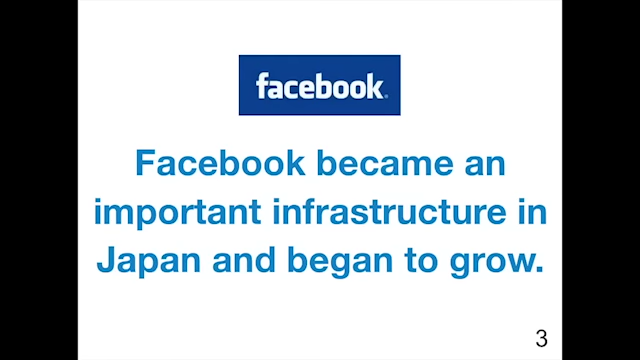 facebook
Facebook became an
important infrastructure in
Japan and began to grow.
3